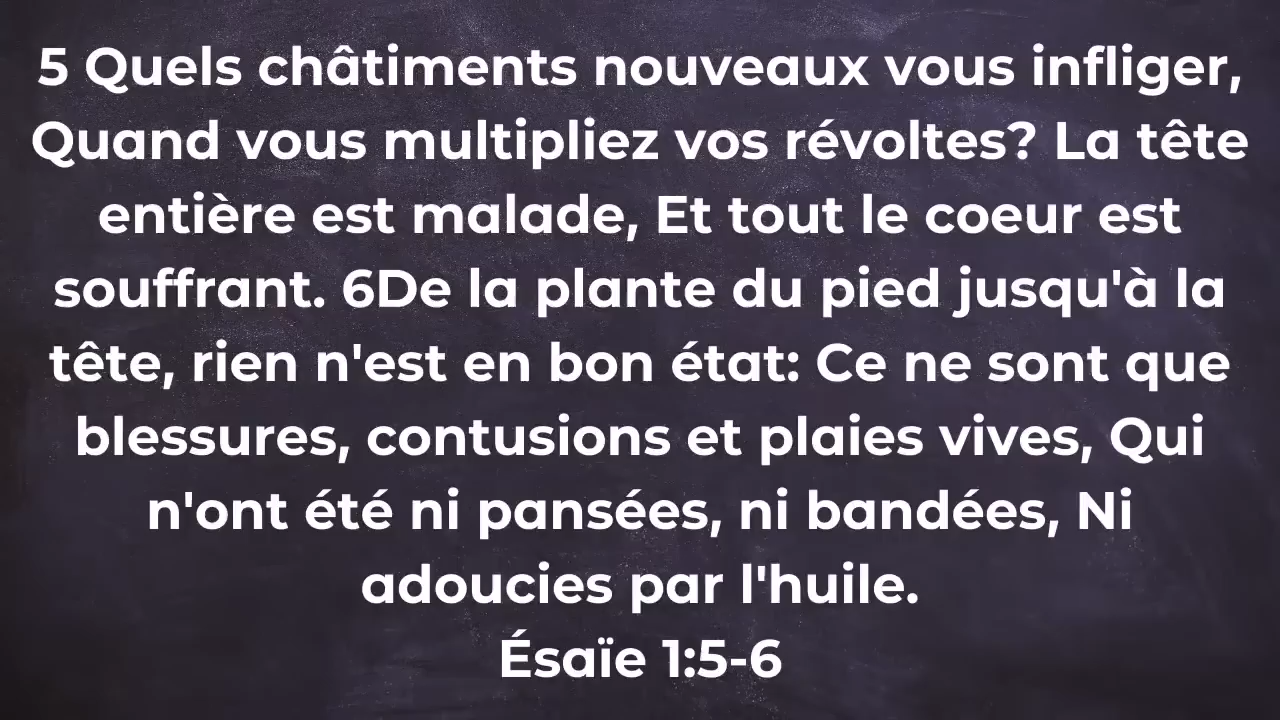 5 Quels châtiments nouveaux vous infliger,
Quand vous multipliez vos révoltes? La tête
entière est malade, Et tout le coeur est
souffrant. 6De la plante du pied jusqu'à la
tête, rien n'est en bon état: Ce ne sont que
blessures, contusions et plaies vives, Qui
n'ont été ni pansées, ni bandées, Ni
adoucies par l'huile.
Ésaïe 1:5-6